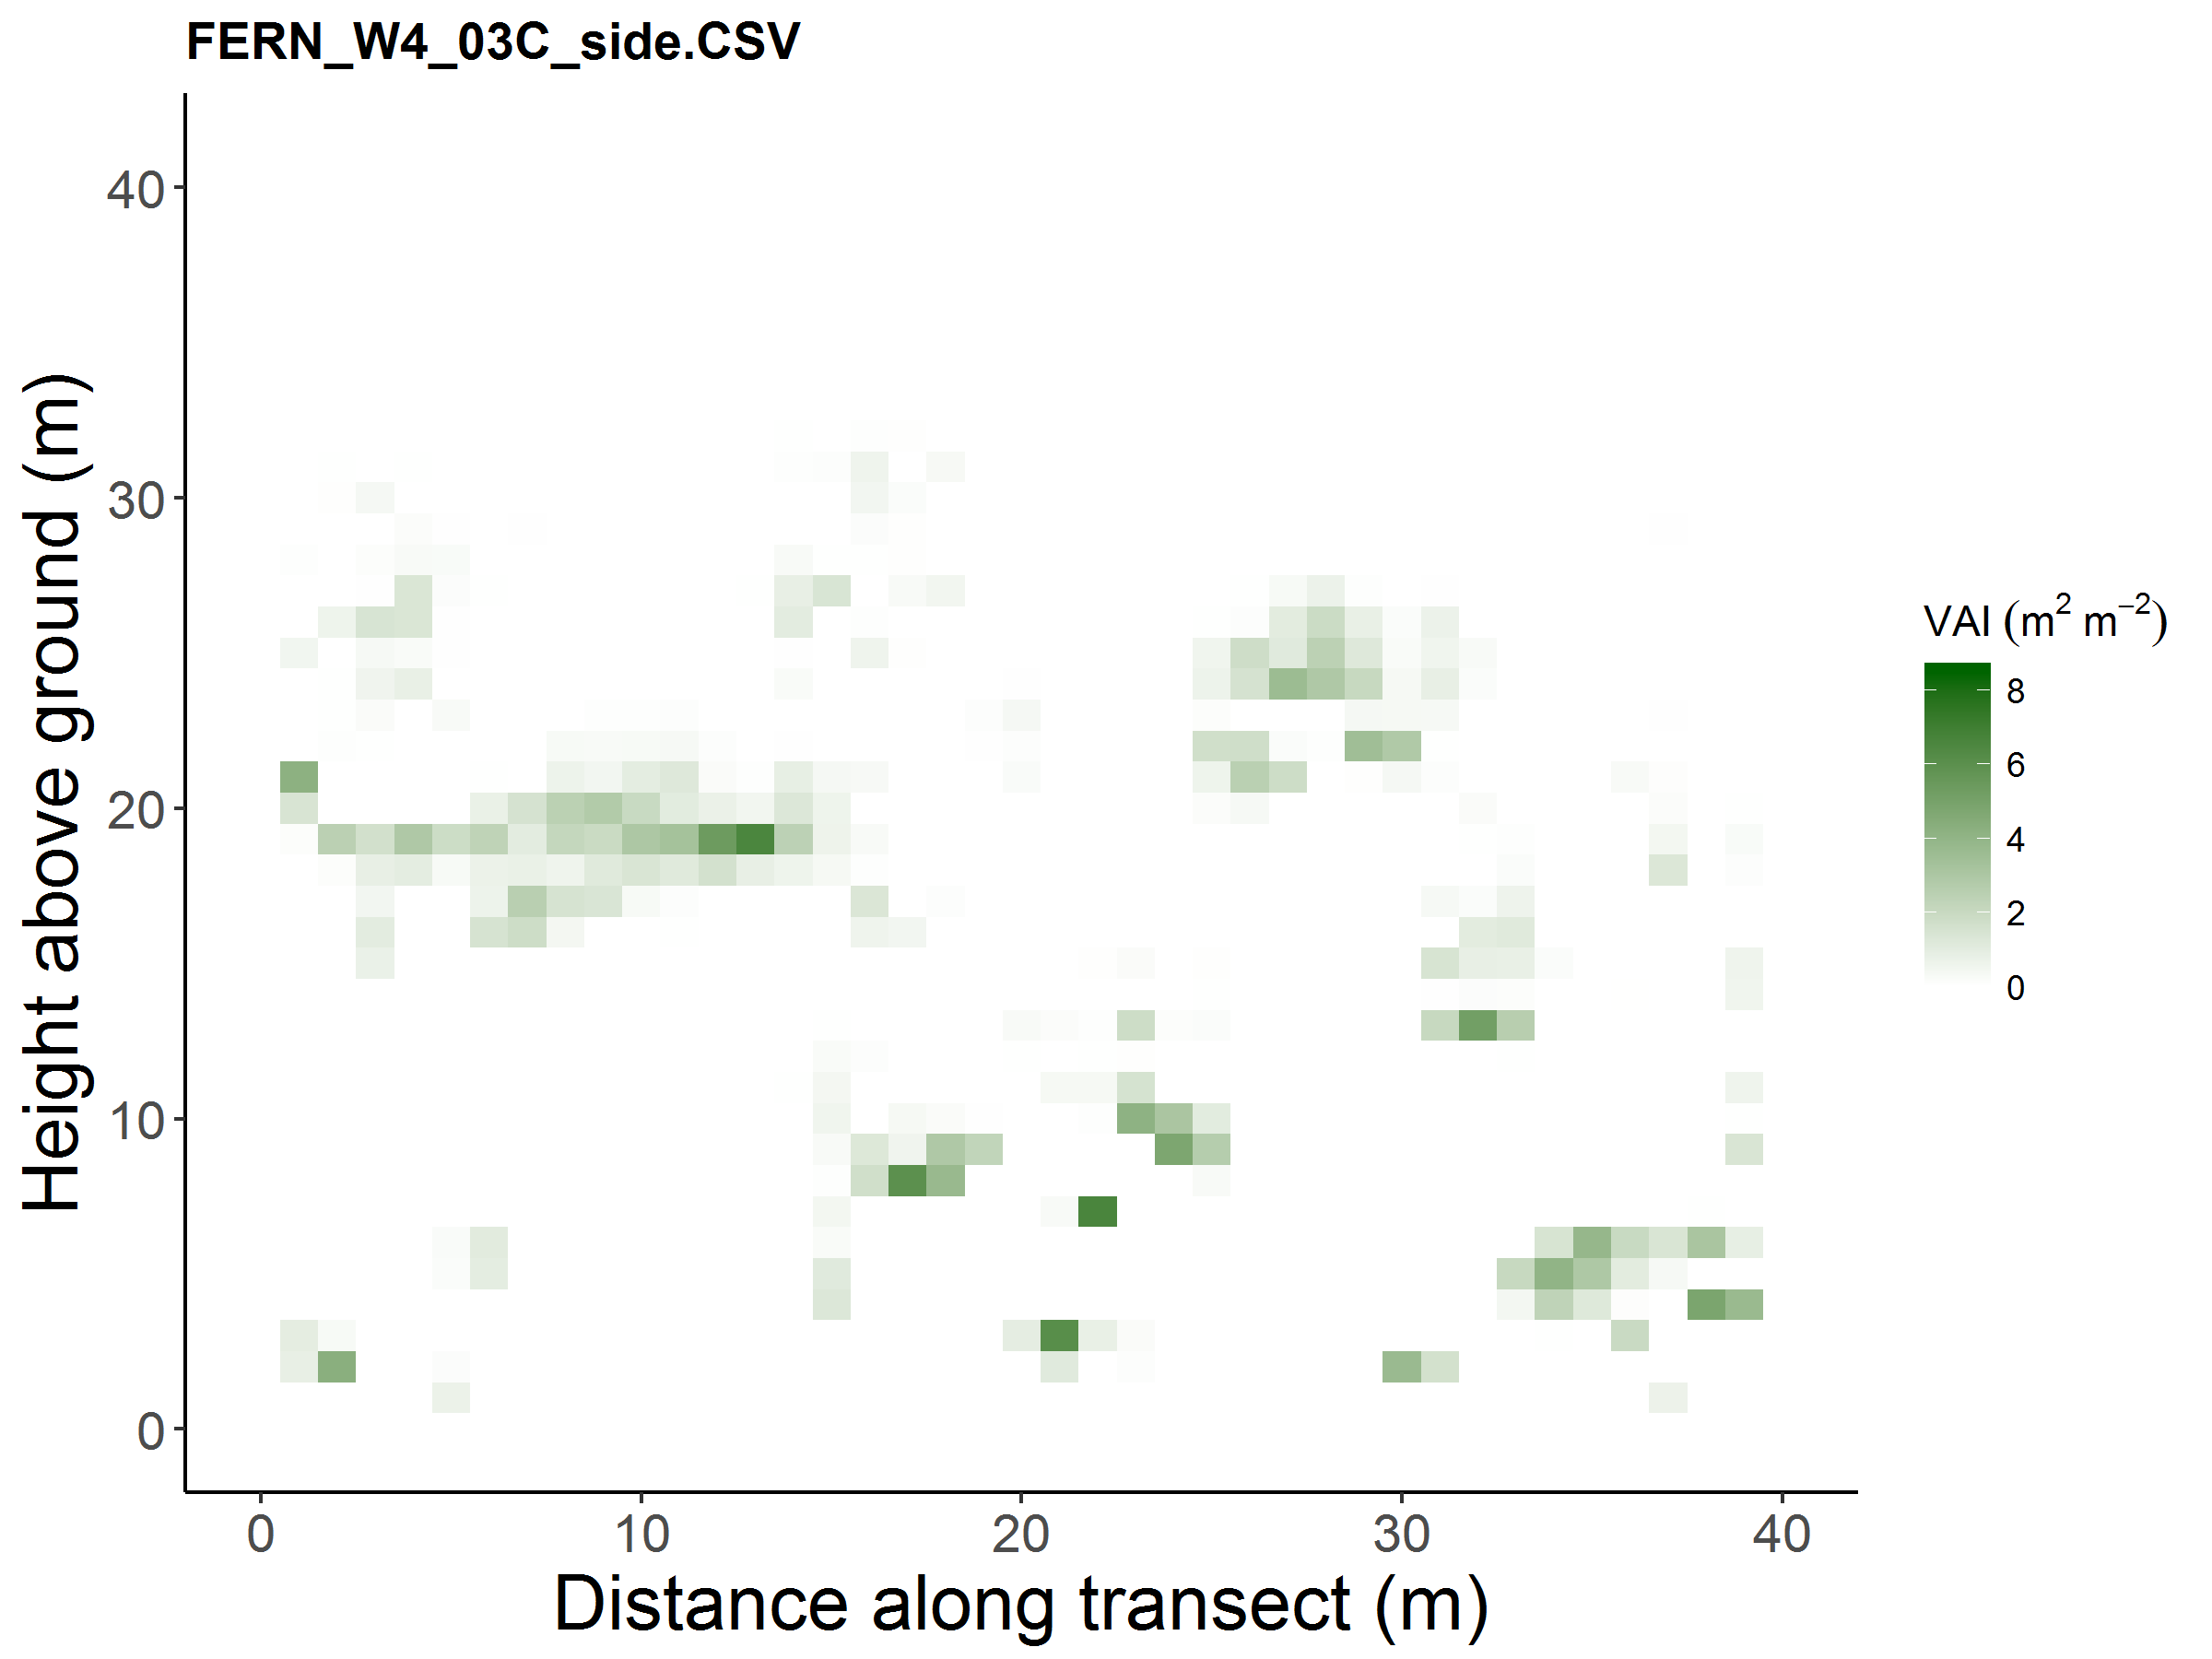 FERN_W4_03C_side.CSV
Height above ground (m)
40
30
20
10
0
0 10 20 30 40
Distance along transect (m)
VAI (m² m⁻²)
8
6
4
2
0